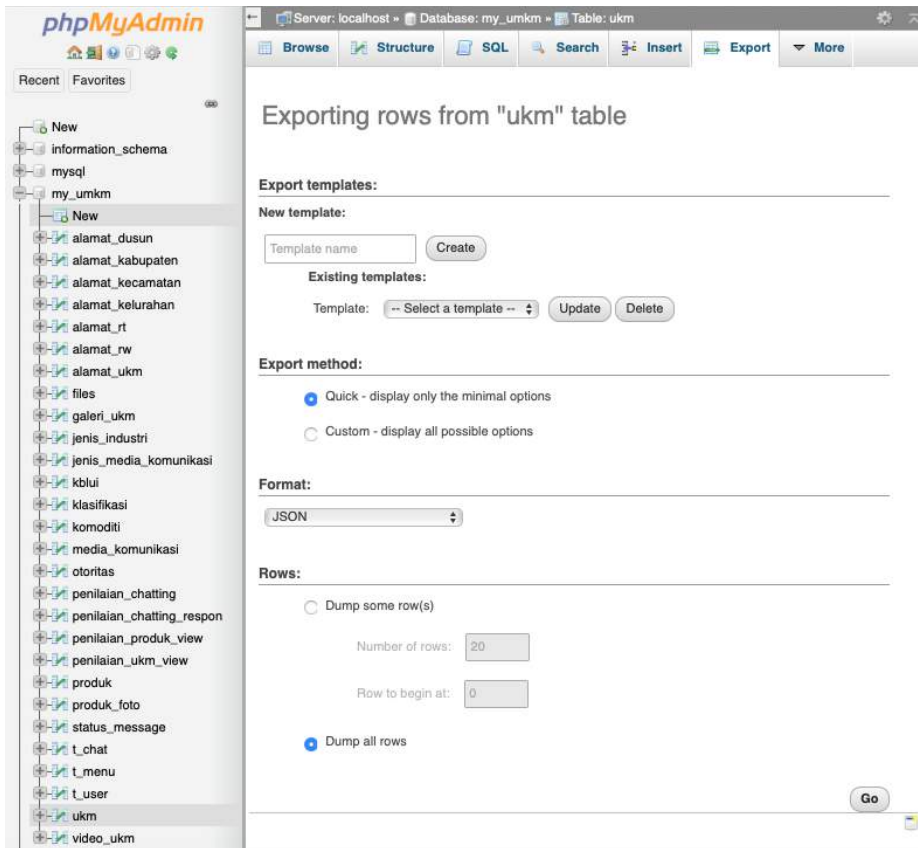 phpMyAdmin
Recent Favorites
New
information_schema
mysql
my_umkm
New
alamat_dusun
alamat_kabupaten
alamat_kecamatan
alamat_kelurahan
alamat_rt
alamat_rw
alamat_ukm
files
galeri_ukm
jenis_industri
jenis_media_komunikasi
kblui
klasifikasi
komoditi
media_komunikasi
otoritas
penilaian_chatting
penilaian_chatting_respon
penilaian_produk_view
penilaian_ukm_view
produk
produk_foto
status_message
t_chat
t_menu
t_user
ukm
video_ukm
Server: localhost » Database: my_umkm » Table: ukm
Browse Structure SQL Search Insert Export More
Exporting rows from "ukm" table
Export templates:
New template:
Template name Create
Existing templates:
Template: -- Select a template -- Update Delete
Export method:
Quick - display only the minimal options
Custom - display all possible options
Format:
JSON
Rows:
Dump some row(s)
Number of rows: 20
Row to begin at: 0
Dump all rows
Go